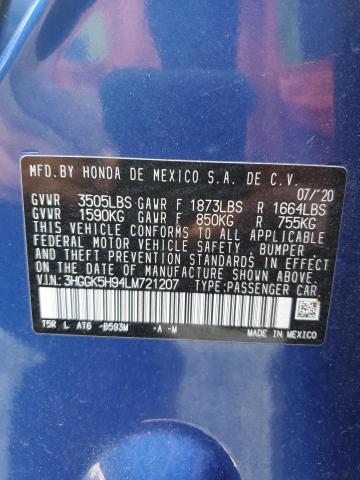 MFD.BY HONDA DE MEXICO S.A. DE C.V.
07/'20
GVWR 3505LBS GAWR F 1873LBS R 1664LBS
GVWR 1590KG GAWR F 850KG R 755KG
THIS VEHICLE CONFORMS TO ALL APPLICABLE
FEDERAL MOTOR VEHICLE SAFETY, BUMPER
AND THEFT PREVENTION STANDARDS IN EFFECT
ON THE DATE OF MANUFACTURE SHOWN ABOVE.
V.I.N.:3HGGK5H94LM721207 TYPE:PASSENGER CAR
T5R L AT6 -B593M -A -M MADE IN MEXICO